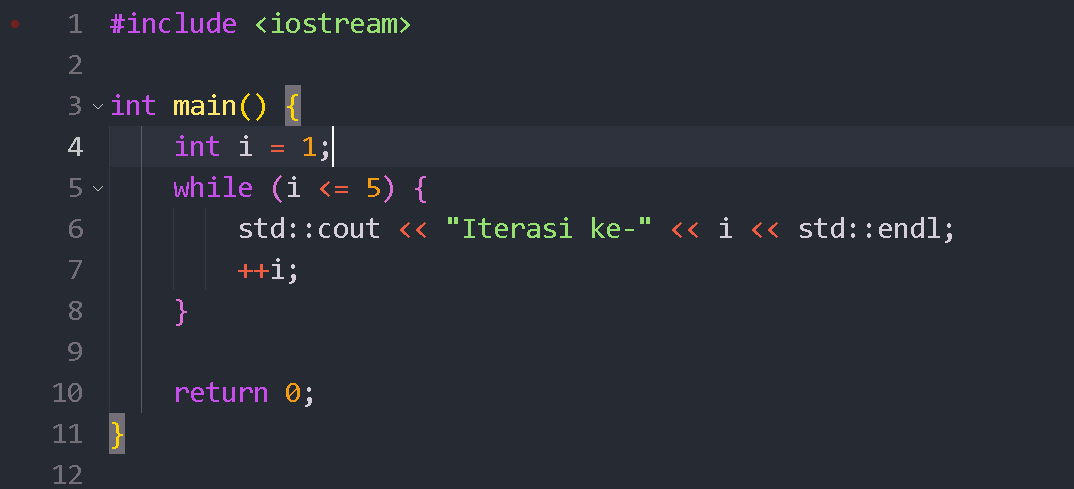 1 #include <iostream>
2
3 int main() {
4     int i = 1;
5     while (i <= 5) {
6         std::cout << "Iterasi ke-" << i << std::endl;
7         ++i;
8     }
9
10     return 0;
11 }
12